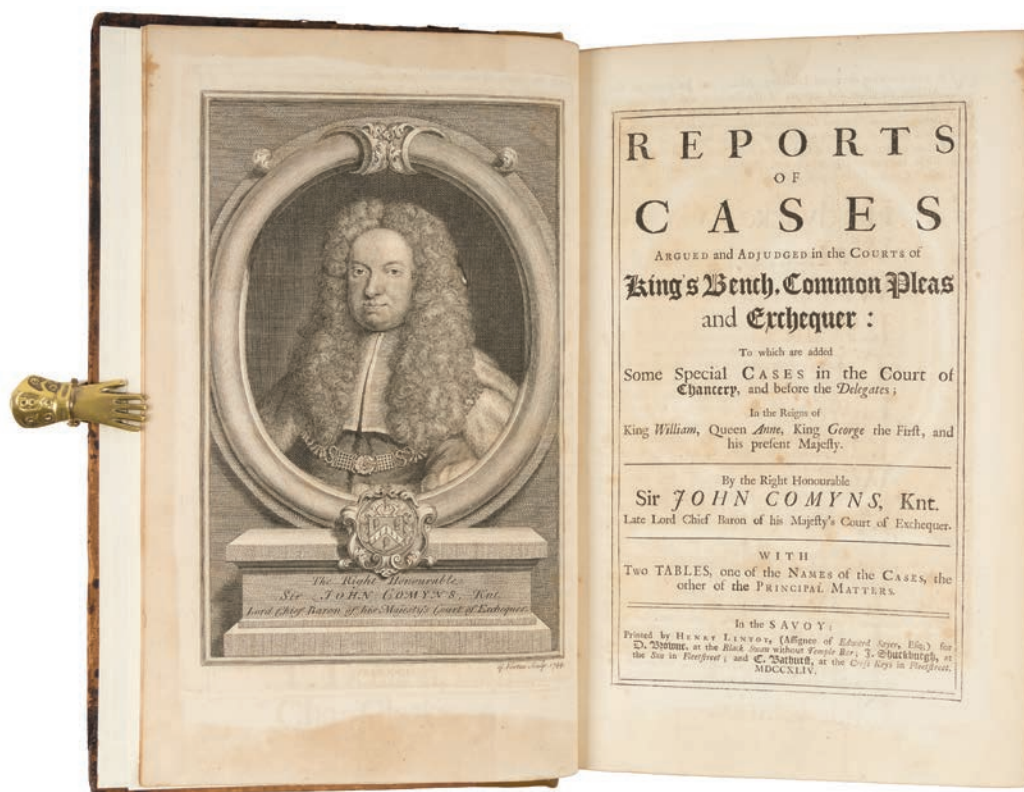 The Right Honourable
Sir JOHN COMYNS, Knt.
Lord Chief Baron of his Majesty's Court of Exchequer.
1744
REPORTS
OF
CASES
ARGUED and ADJUDGED in the COURTS of
King's Bench, Common Pleas
and Exchequer :
To which are added
Some Special CASES in the Court of
Chancery, and before the Delegates ;
In the Reigns of
King William, Queen Anne, King George the Firſt, and
his preſent Majeſty.
By the Right Honourable
Sir JOHN COMYNS, Knt.
Late Lord Chief Baron of his Majeſty's Court of Exchequer.
WITH
Two TABLES, one of the NAMES of the CASES, the
other of the PRINCIPAL MATTERS.
In the SAVOY:
Printed by HENRY LINTOT, (Aſſignee of Edward Sayer, Eſq;) for
D. Browne, at the Black Swan without Temple Bar; J. Shuckburgh, at
the Sun in Fleetſtreet; and C. Bathurſt, at the Croſs Keys in Fleetſtreet.
MDCCXLIV.